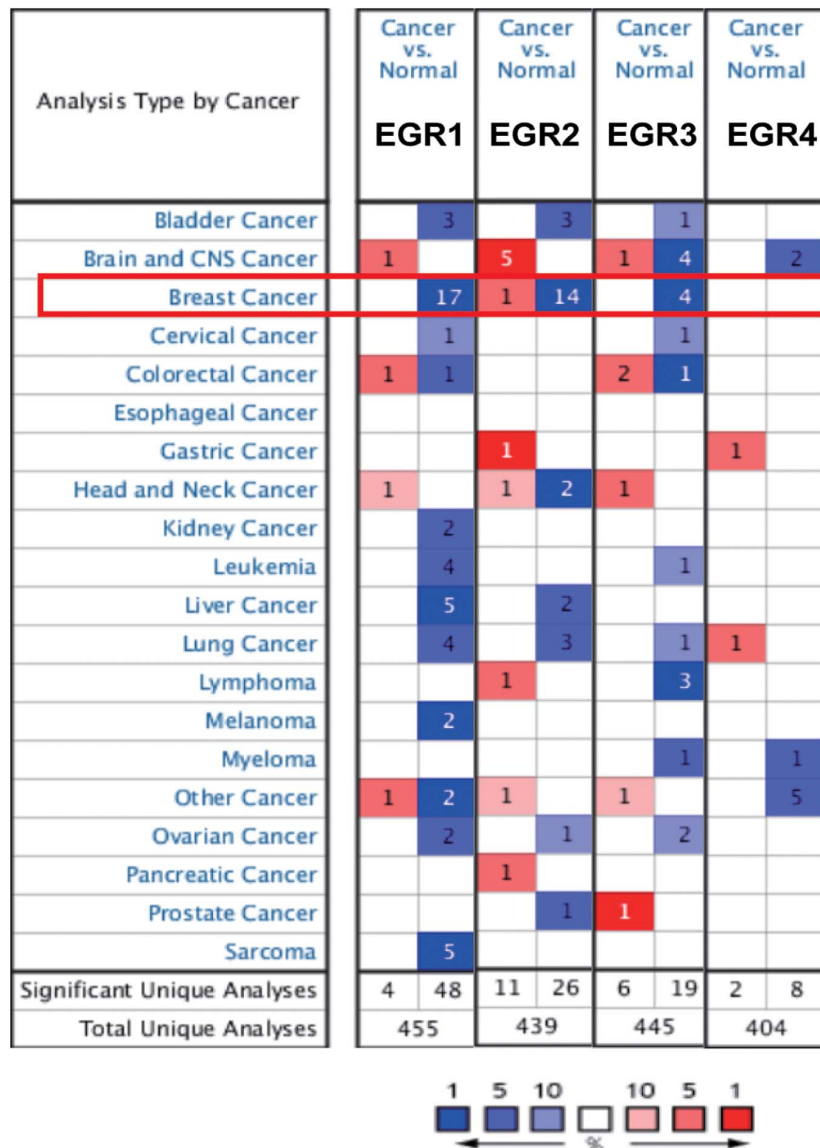 Analysis Type by Cancer
Cancer vs. Normal EGR1
Cancer vs. Normal EGR2
Cancer vs. Normal EGR3
Cancer vs. Normal EGR4
Bladder Cancer 3 3 1
Brain and CNS Cancer 1 5 1 4 2
Breast Cancer 17 1 14 4
Cervical Cancer 1 1
Colorectal Cancer 1 1 2 1
Esophageal Cancer
Gastric Cancer 1 1
Head and Neck Cancer 1 1 2 1
Kidney Cancer 2
Leukemia 4 1
Liver Cancer 5 2
Lung Cancer 4 3 1 1
Lymphoma 1 3
Melanoma 2
Myeloma 1 1
Other Cancer 1 2 1 1 5
Ovarian Cancer 2 1 2
Pancreatic Cancer 1
Prostate Cancer 1 1
Sarcoma 5
Significant Unique Analyses 4 48 11 26 6 19 2 8
Total Unique Analyses 455 439 445 404
1 5 10 10 5 1
%